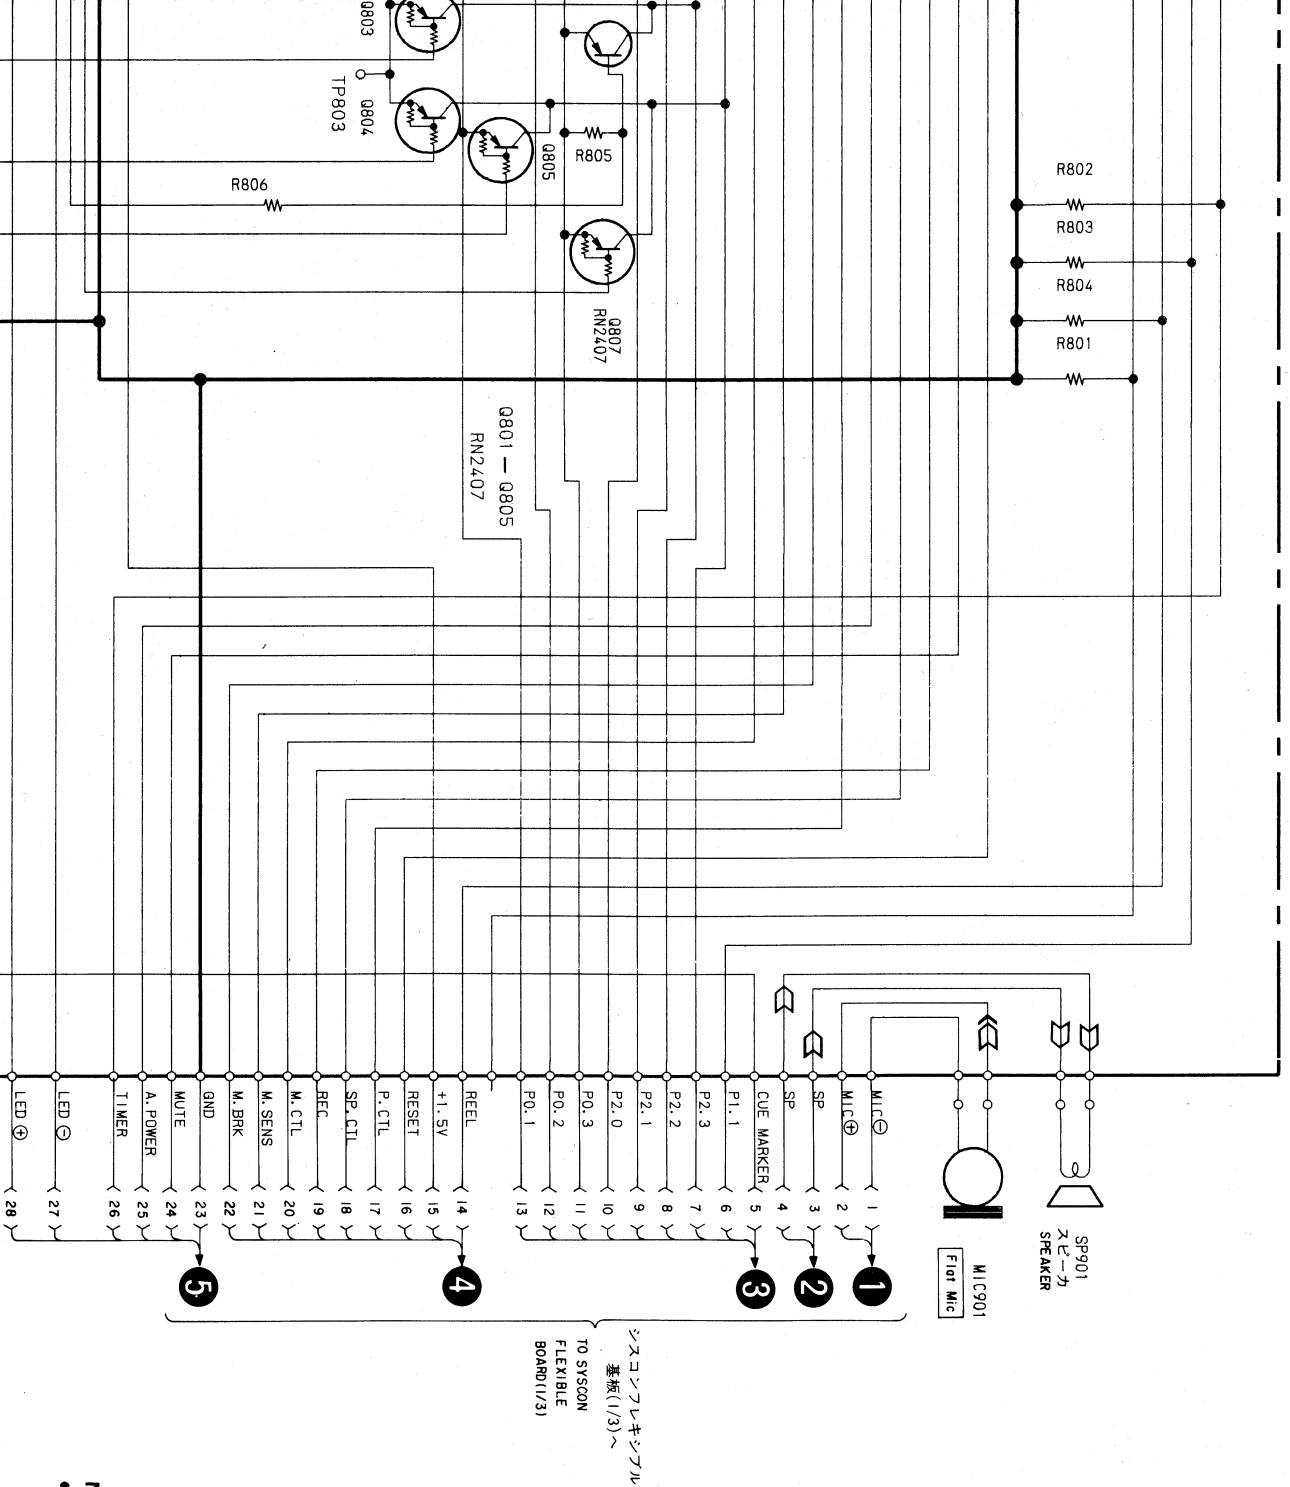 Q803
TP803
Q804
Q805
R805
R806
Q807
RN2407
R802
R803
R804
R801
Q801 — Q805
RN2407
LED ⊕
LED ⊖
TIMER
A.POWER
MUTE
GND
M.BRK
M.SENS
M.CTL
REC
SP.CTL
P.CTL
RESET
+1.5V
REEL
P0.1
P0.2
P0.3
P2.0
P2.1
P2.2
P2.3
P1.1
CUE MARKER
SP
SP
MIC⊕
MIC⊖
28
27
26
25
24
23
22
21
20
19
18
17
16
15
14
13
12
11
10
9
8
7
6
5
4
3
2
1
5
4
3
2
1
SP901
スピーカ
SPEAKER
MIC901
Flat Mic
シスコンフレキシブル
基板(1/3)へ
TO SYSCON
FLEXIBLE
BOARD(1/3)